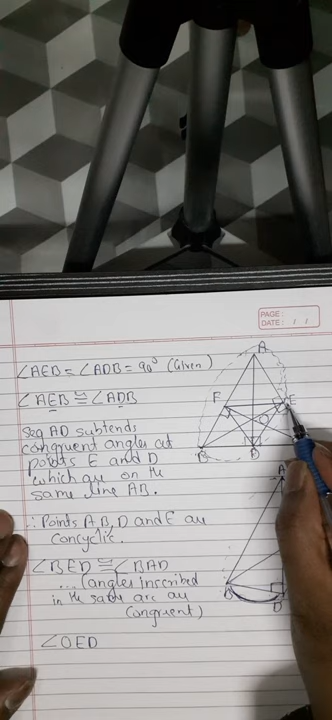 PAGE:
DATE: / /
∠AEB = ∠ADB = 90° (Given)
∠AEB ≅ ∠ADB
seg AD subtends
congruent angles at
points E and D
which are on the
same line AB.
∴ Points A, B, D and E are
concyclic.
∠BED ≅ ∠BAD
... (angles inscribed
in the same arc are
congruent)
∠OED
A
F
E
O
B
D
A
B
D